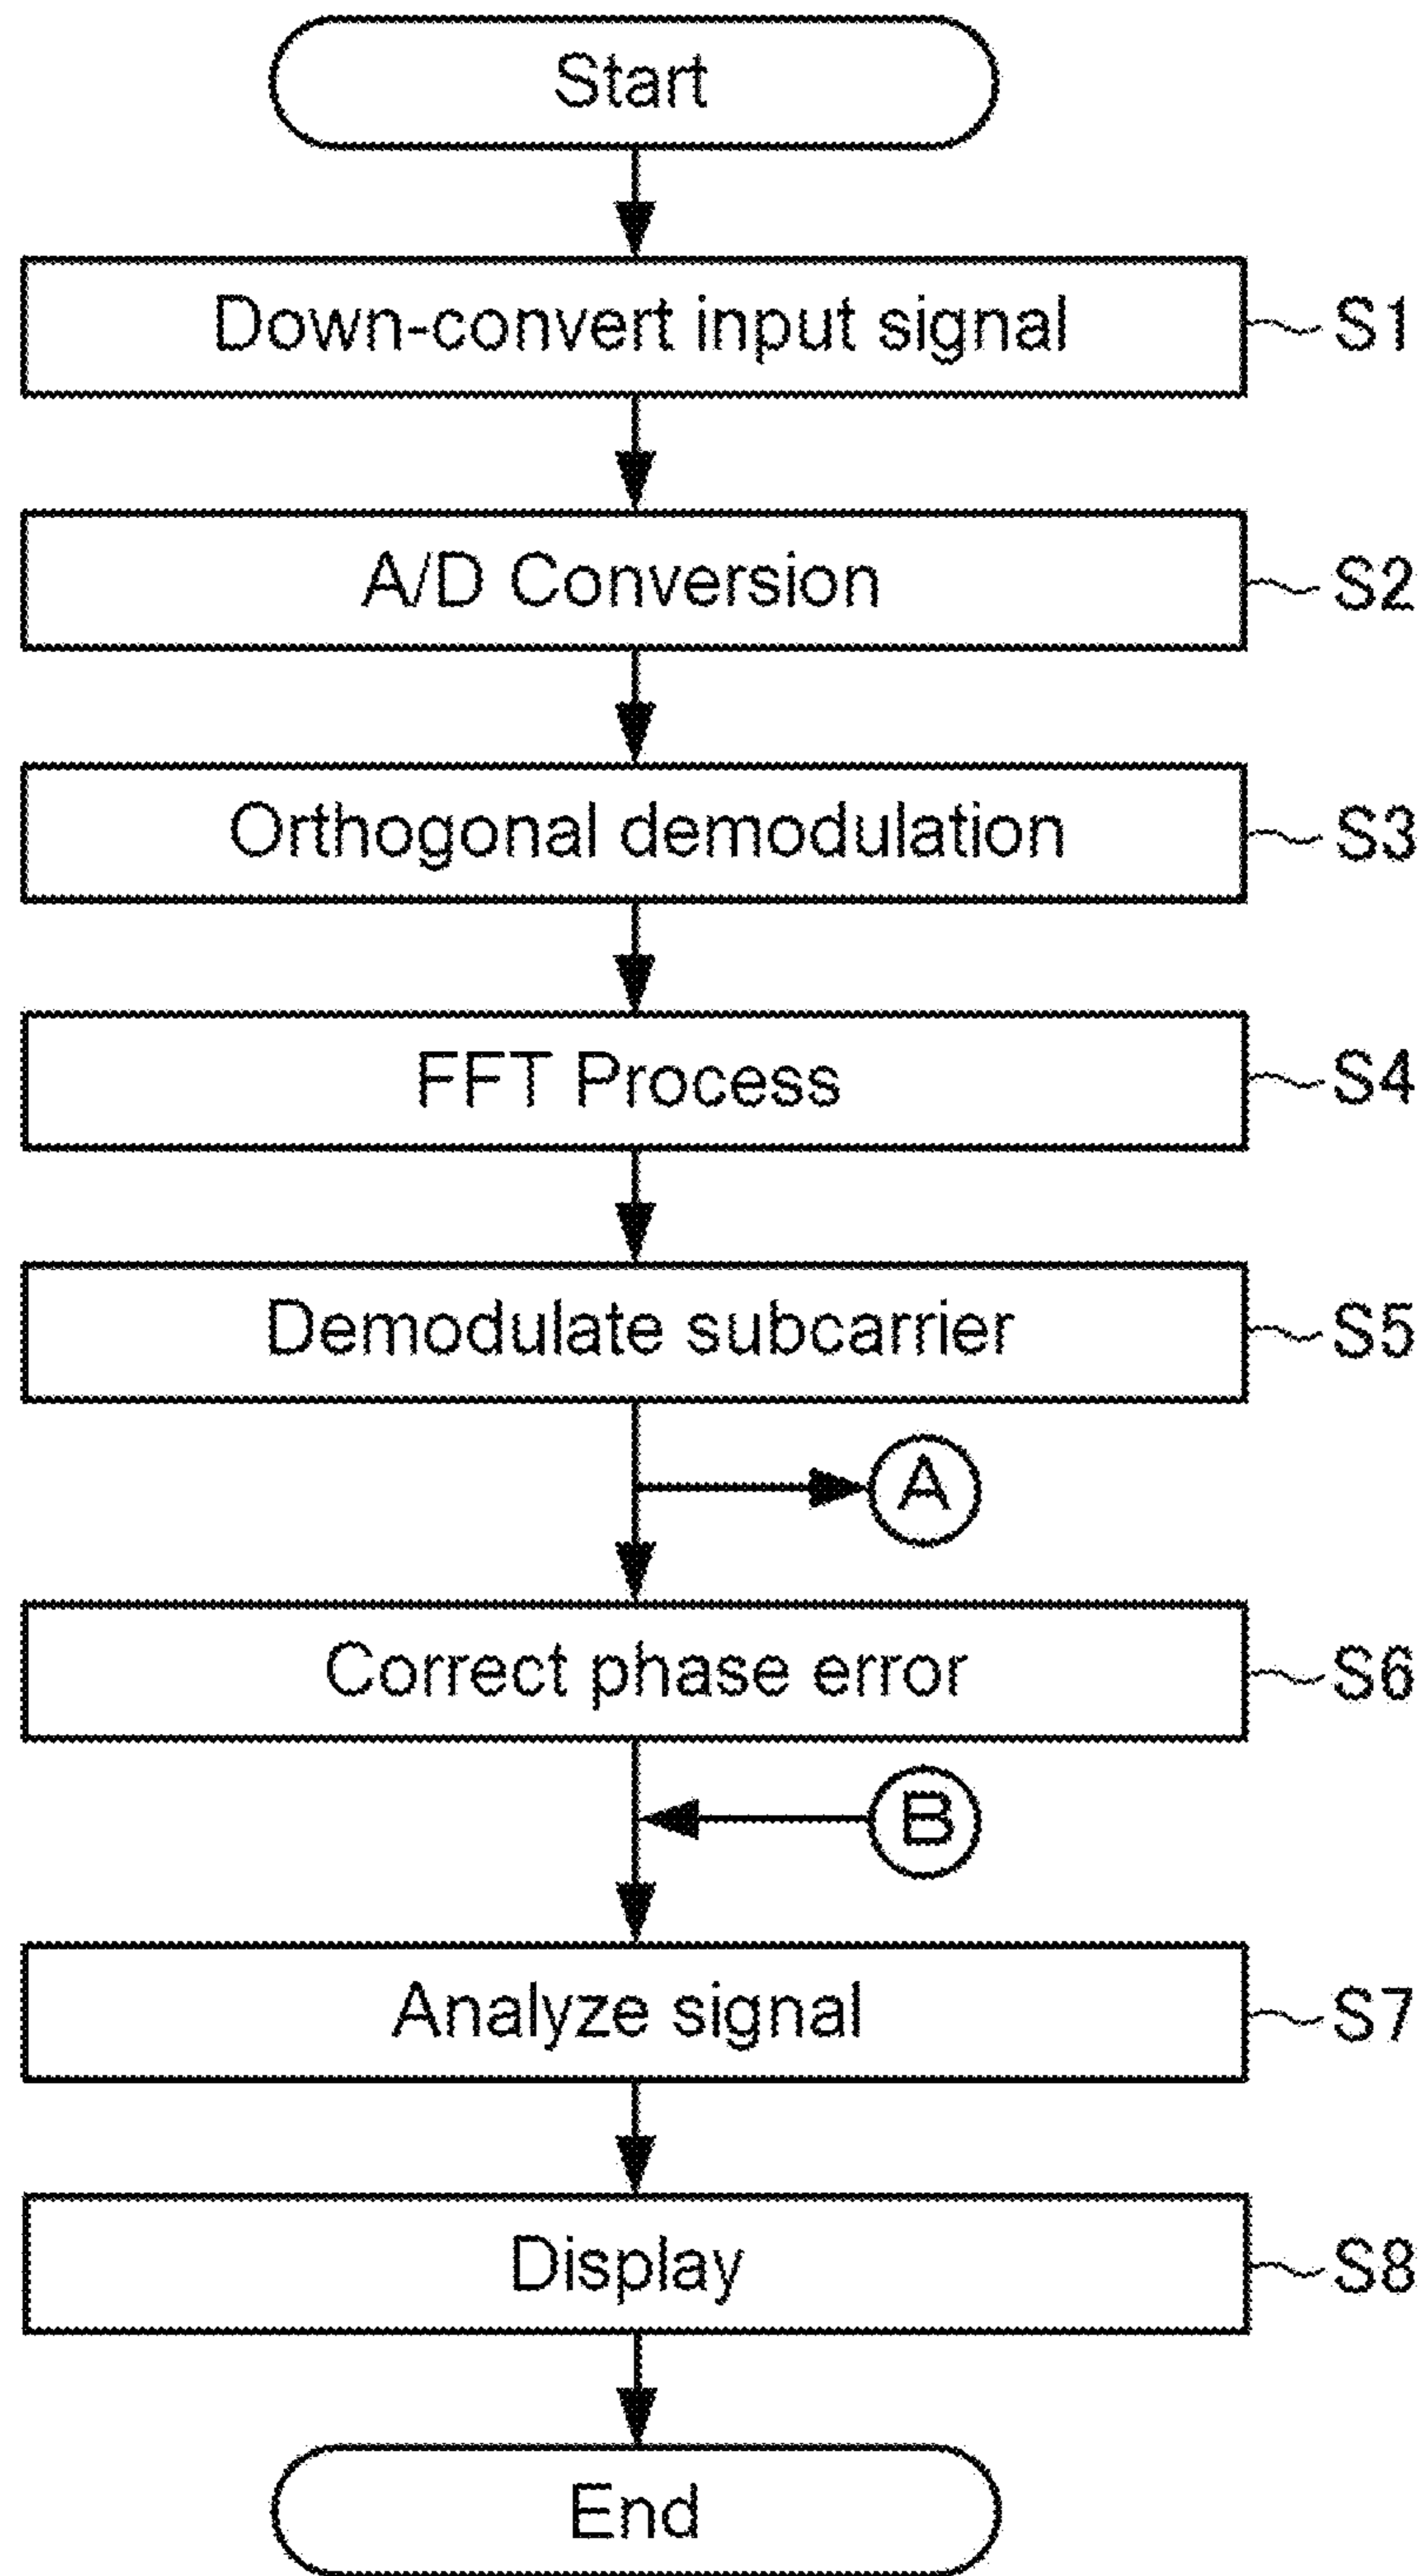 Start
Down-convert input signal S1
A/D Conversion S2
Orthogonal demodulation S3
FFT Process S4
Demodulate subcarrier S5
A
Correct phase error S6
B
Analyze signal S7
Display S8
End